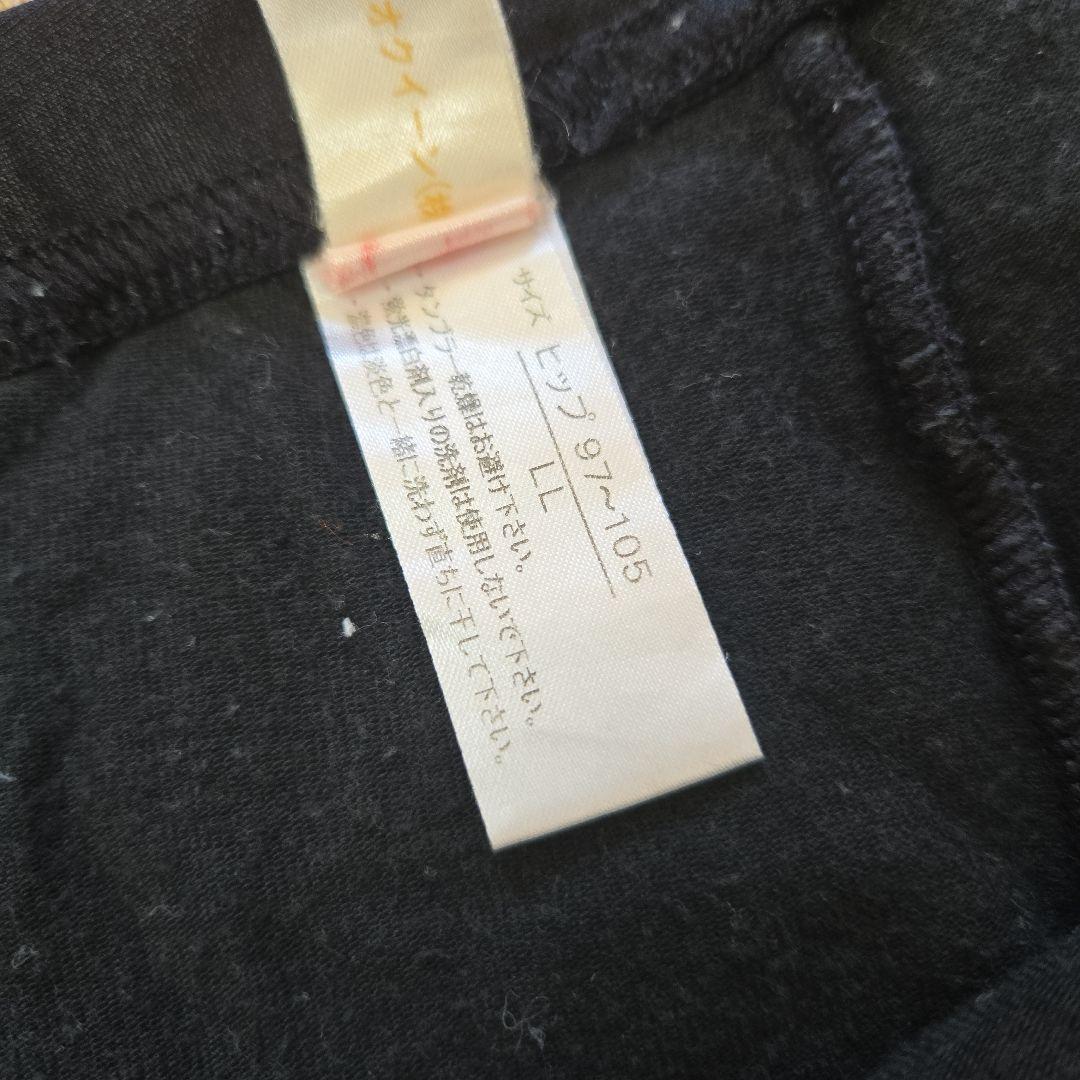 オクイーン(株
サイズ
ヒップ 97～105
LL
・タンブラー乾燥はお避け下さい。
・蛍光漂白剤入りの洗剤は使用しないで下さい。
・濃色は淡色と一緒に洗わず直ちに干して下さい。